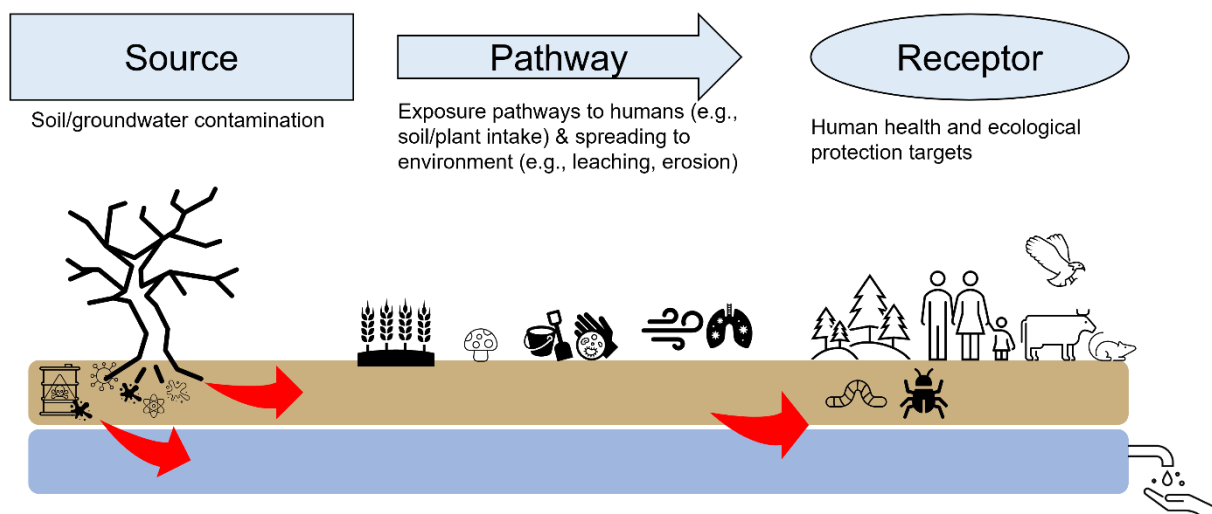 Source
Pathway
Receptor
Soil/groundwater contamination
Exposure pathways to humans (e.g.,
soil/plant intake) & spreading to
environment (e.g., leaching, erosion)
Human health and ecological
protection targets